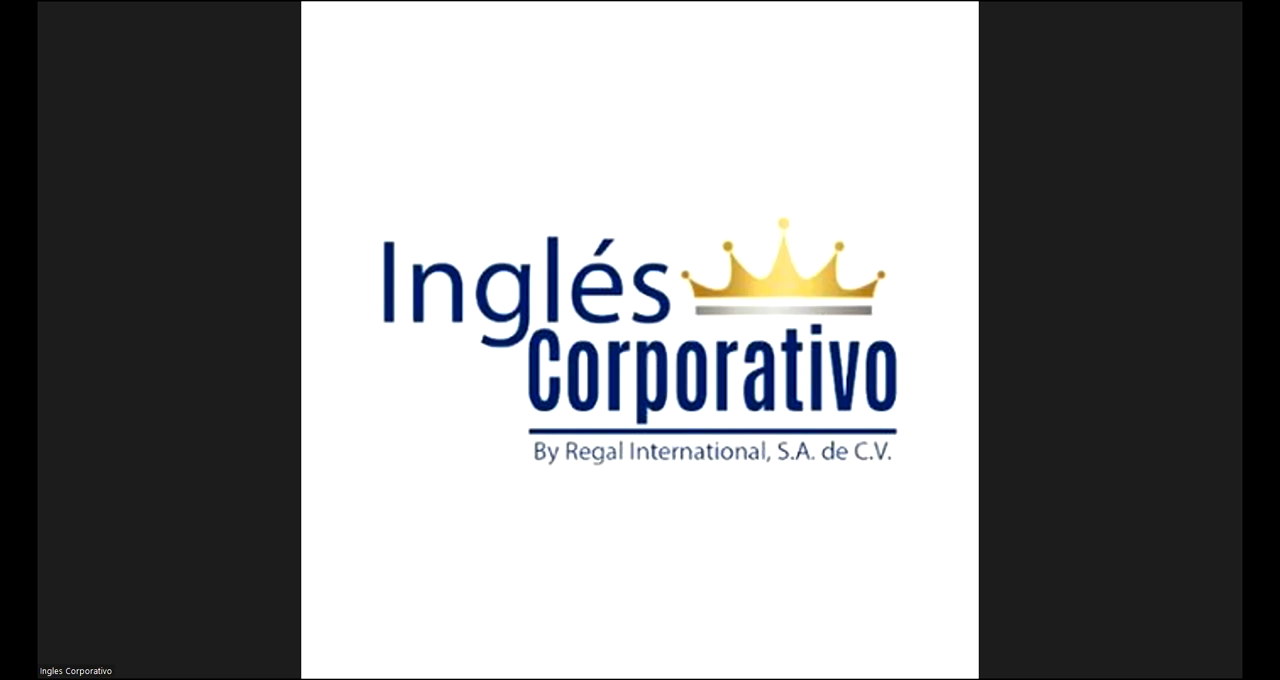 Inglés
Corporativo
By Regal International, S.A. de C.V.
Ingles Corporativo